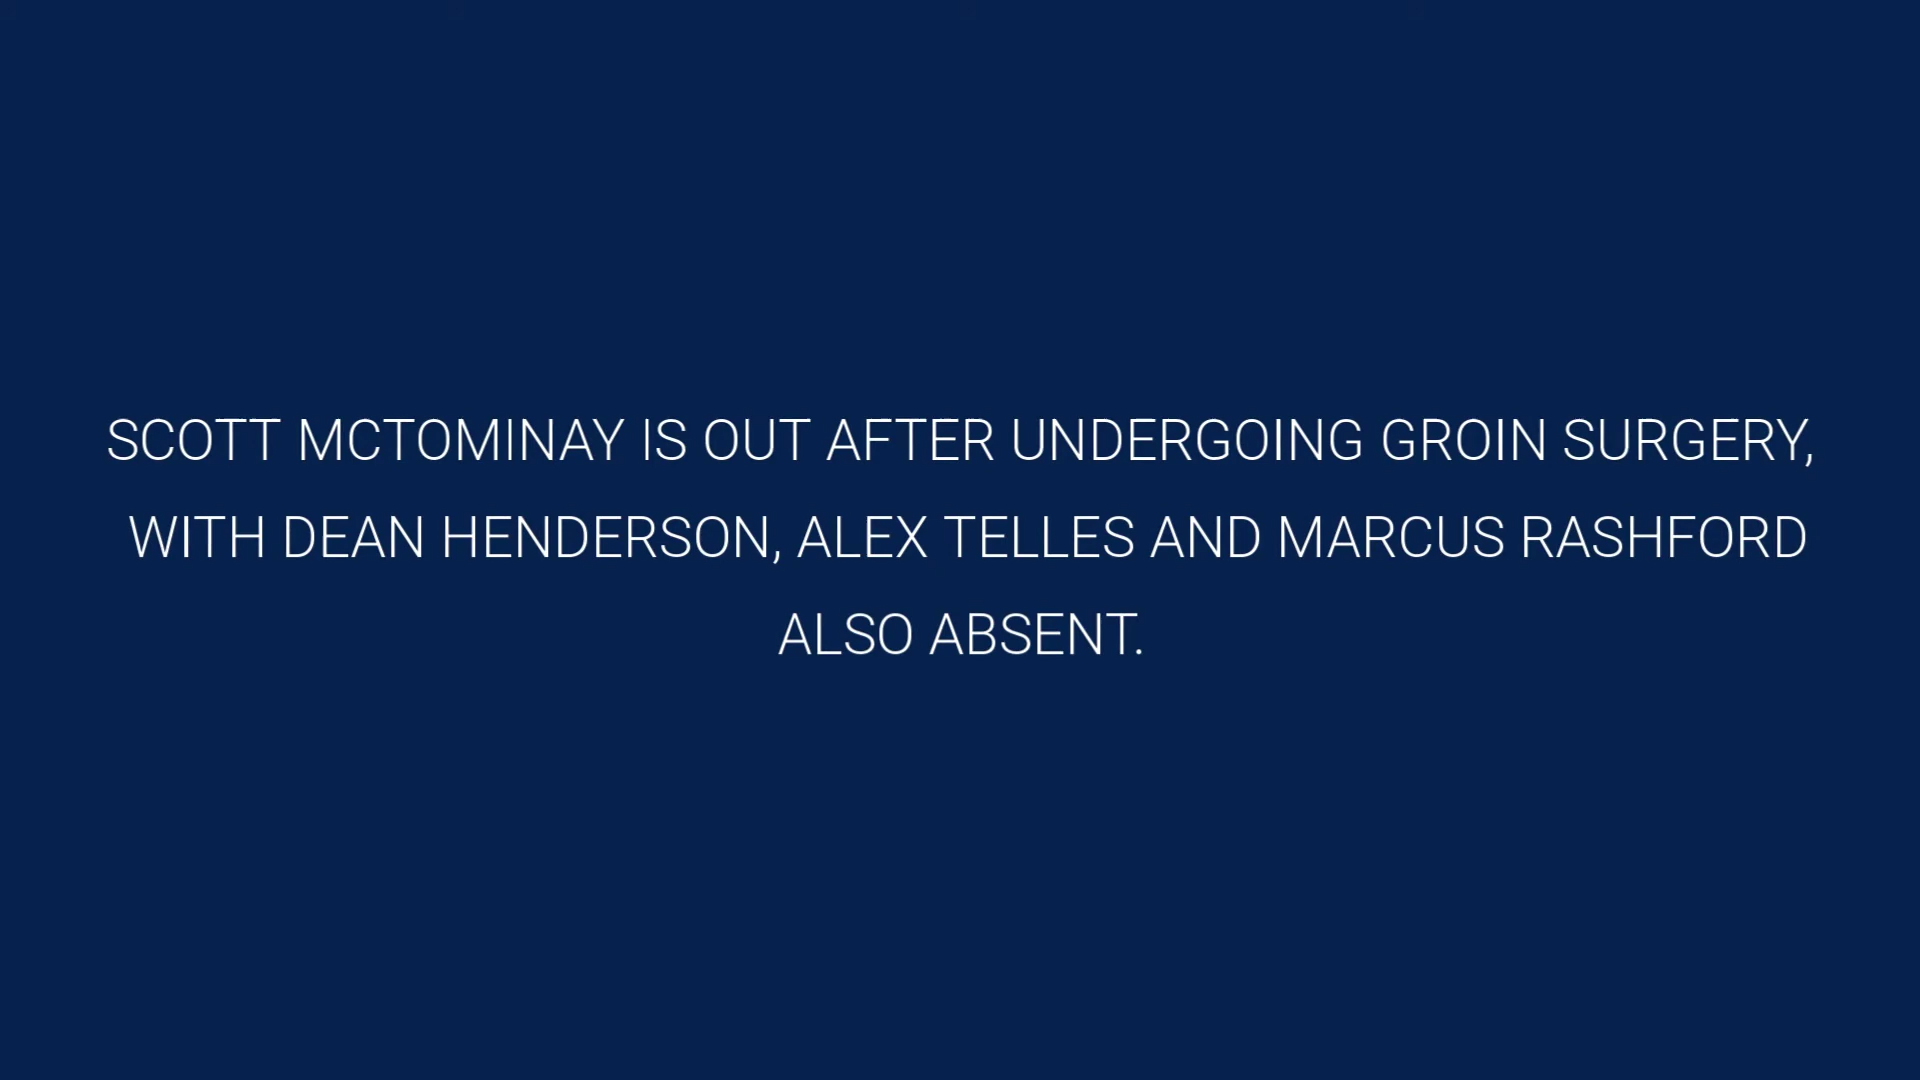 SCOTT MCTOMINAY IS OUT AFTER UNDERGOING GROIN SURGERY,
WITH DEAN HENDERSON, ALEX TELLES AND MARCUS RASHFORD
ALSO ABSENT.